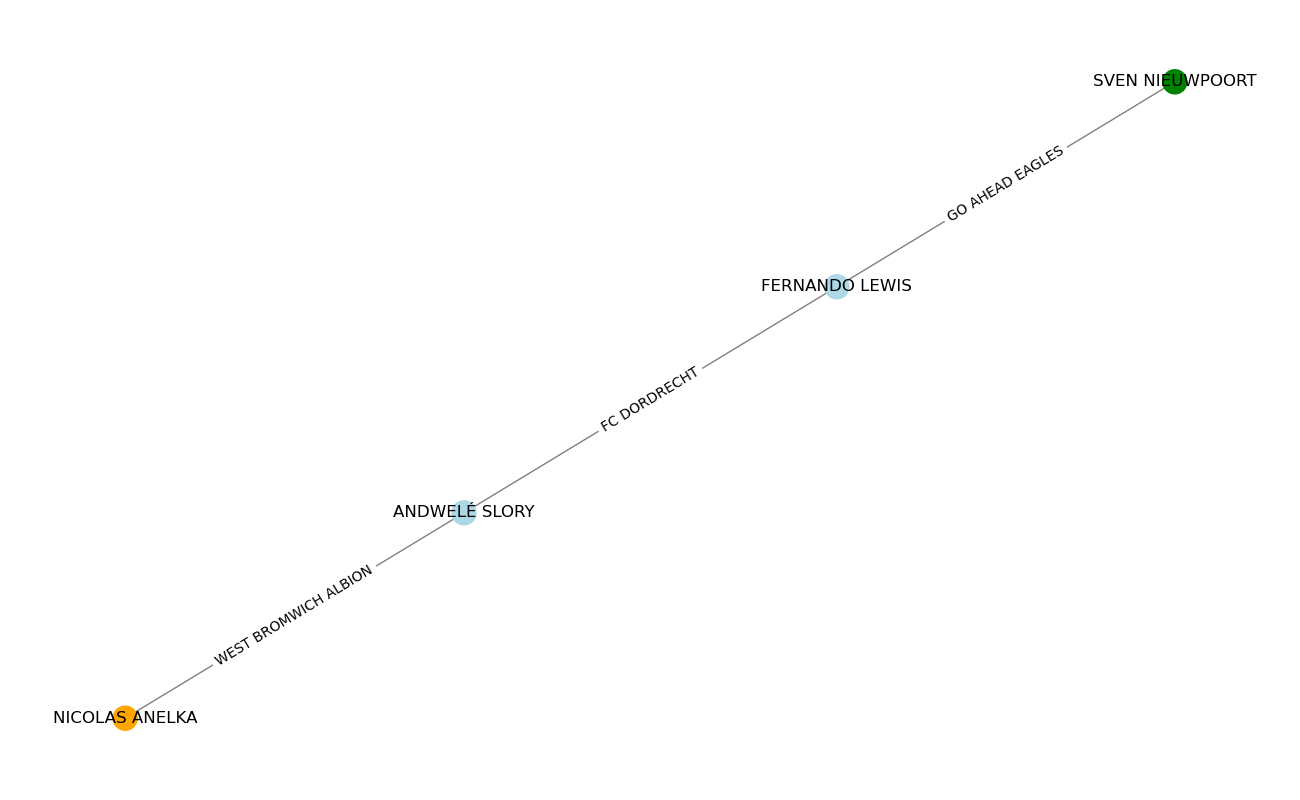 SVEN NIEUWPOORT
GO AHEAD EAGLES
FERNANDO LEWIS
FC DORDRECHT
ANDWELÉ SLORY
WEST BROMWICH ALBION
NICOLAS ANELKA